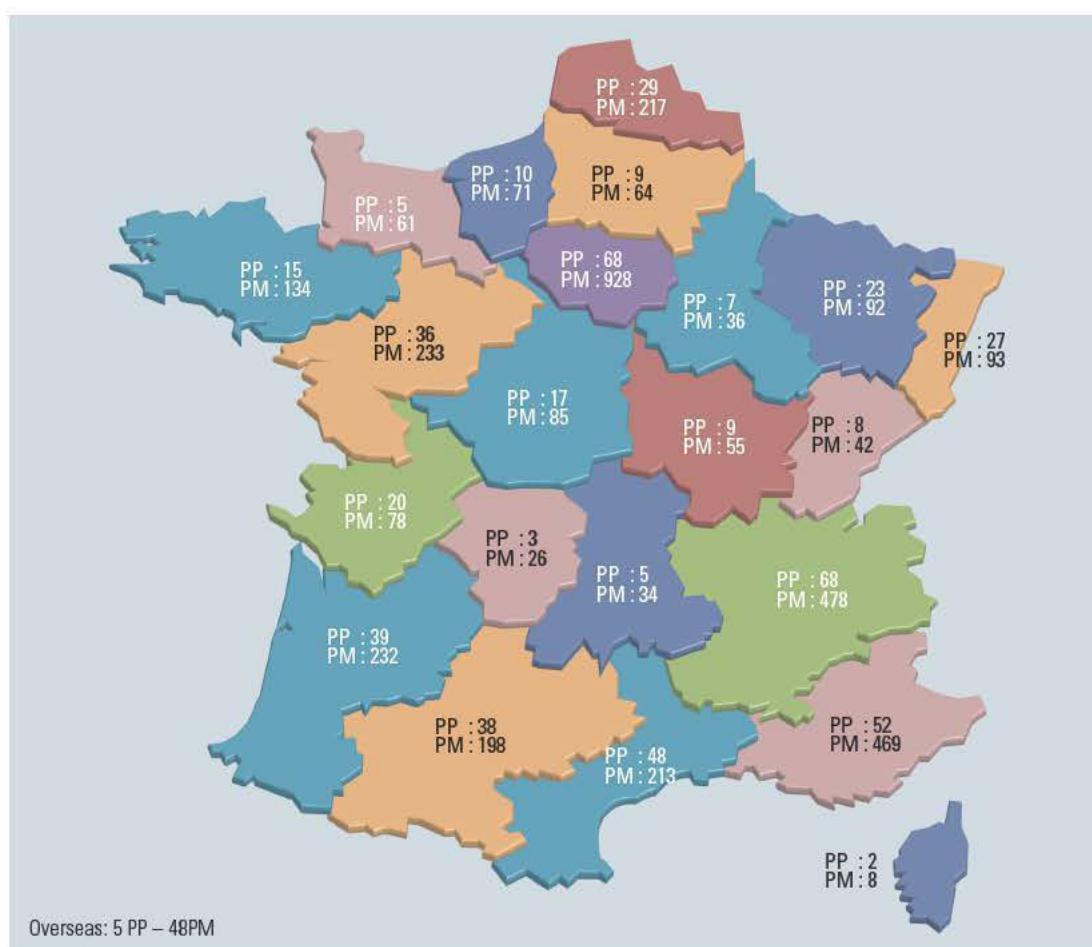 PP : 29
PM : 217
PP : 10
PM : 71
PP : 9
PM : 64
PP : 5
PM : 61
PP : 15
PM : 134
PP : 68
PM : 928
PP : 7
PM : 36
PP : 23
PM : 92
PP : 27
PM : 93
PP : 36
PM : 233
PP : 17
PM : 85
PP : 9
PM : 55
PP : 8
PM : 42
PP : 20
PM : 78
PP : 3
PM : 26
PP : 5
PM : 34
PP : 68
PM : 478
PP : 39
PM : 232
PP : 38
PM : 198
PP : 48
PM : 213
PP : 52
PM : 469
PP : 2
PM : 8
Overseas: 5 PP – 48PM